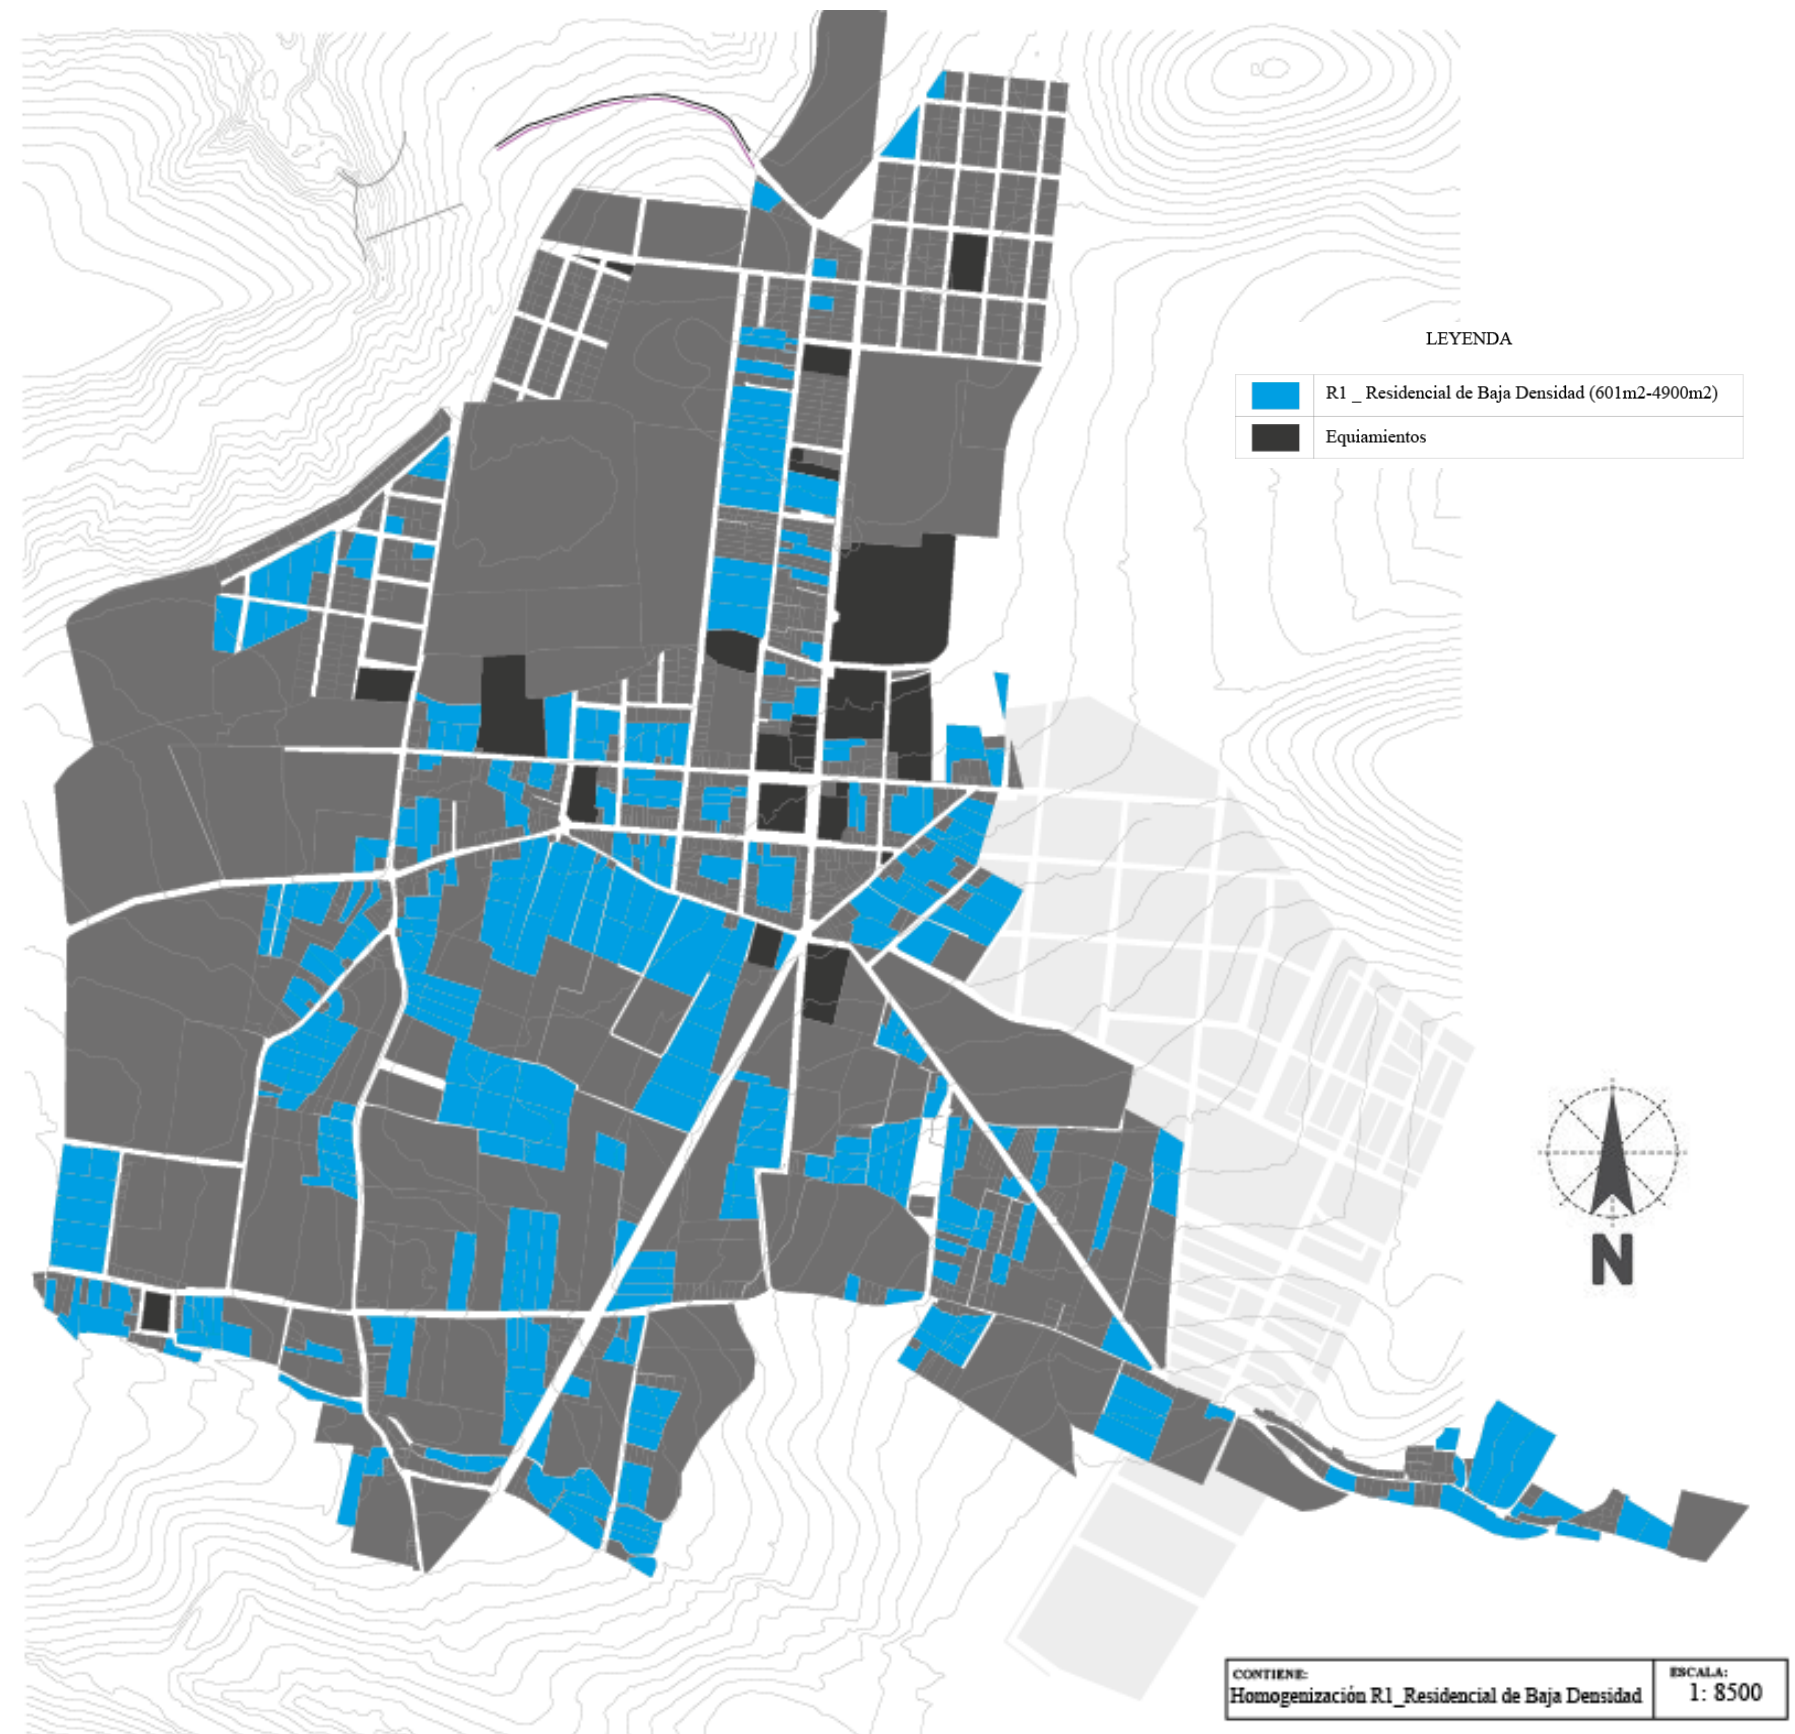 LEYENDA
R1 _ Residencial de Baja Densidad (601m2-4900m2)
Equiamientos
N
CONTIENE:
Homogenización R1_Residencial de Baja Densidad
ESCALA:
1: 8500